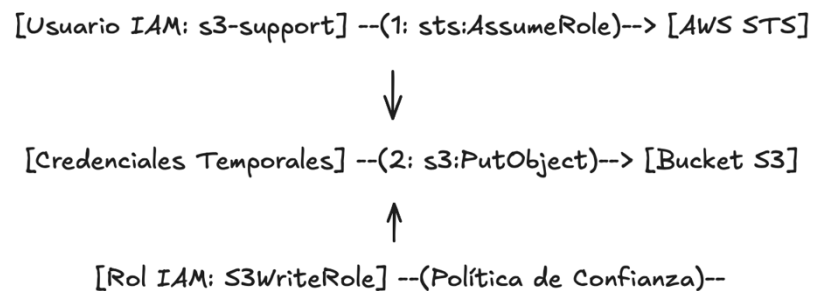 [Usuario IAM: s3-support] --(1: sts:AssumeRole)--> [AWS STS]
[Credenciales Temporales] --(2: s3:PutObject)--> [Bucket S3]
[Rol IAM: S3WriteRole] --(Política de Confianza)--